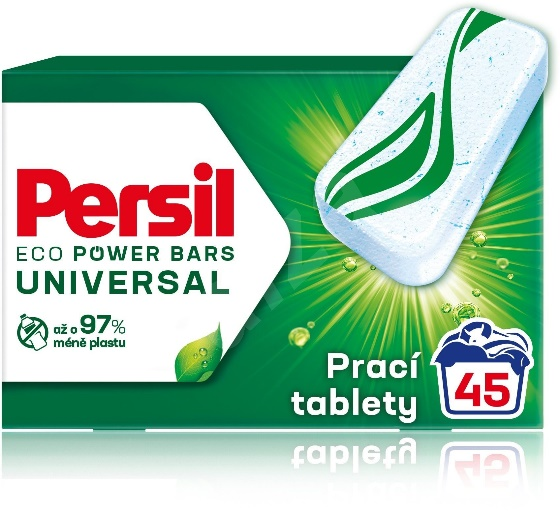 Persil
ECO POWER BARS
UNIVERSAL
až o 97%
méně plastu
Prací
tablety
45